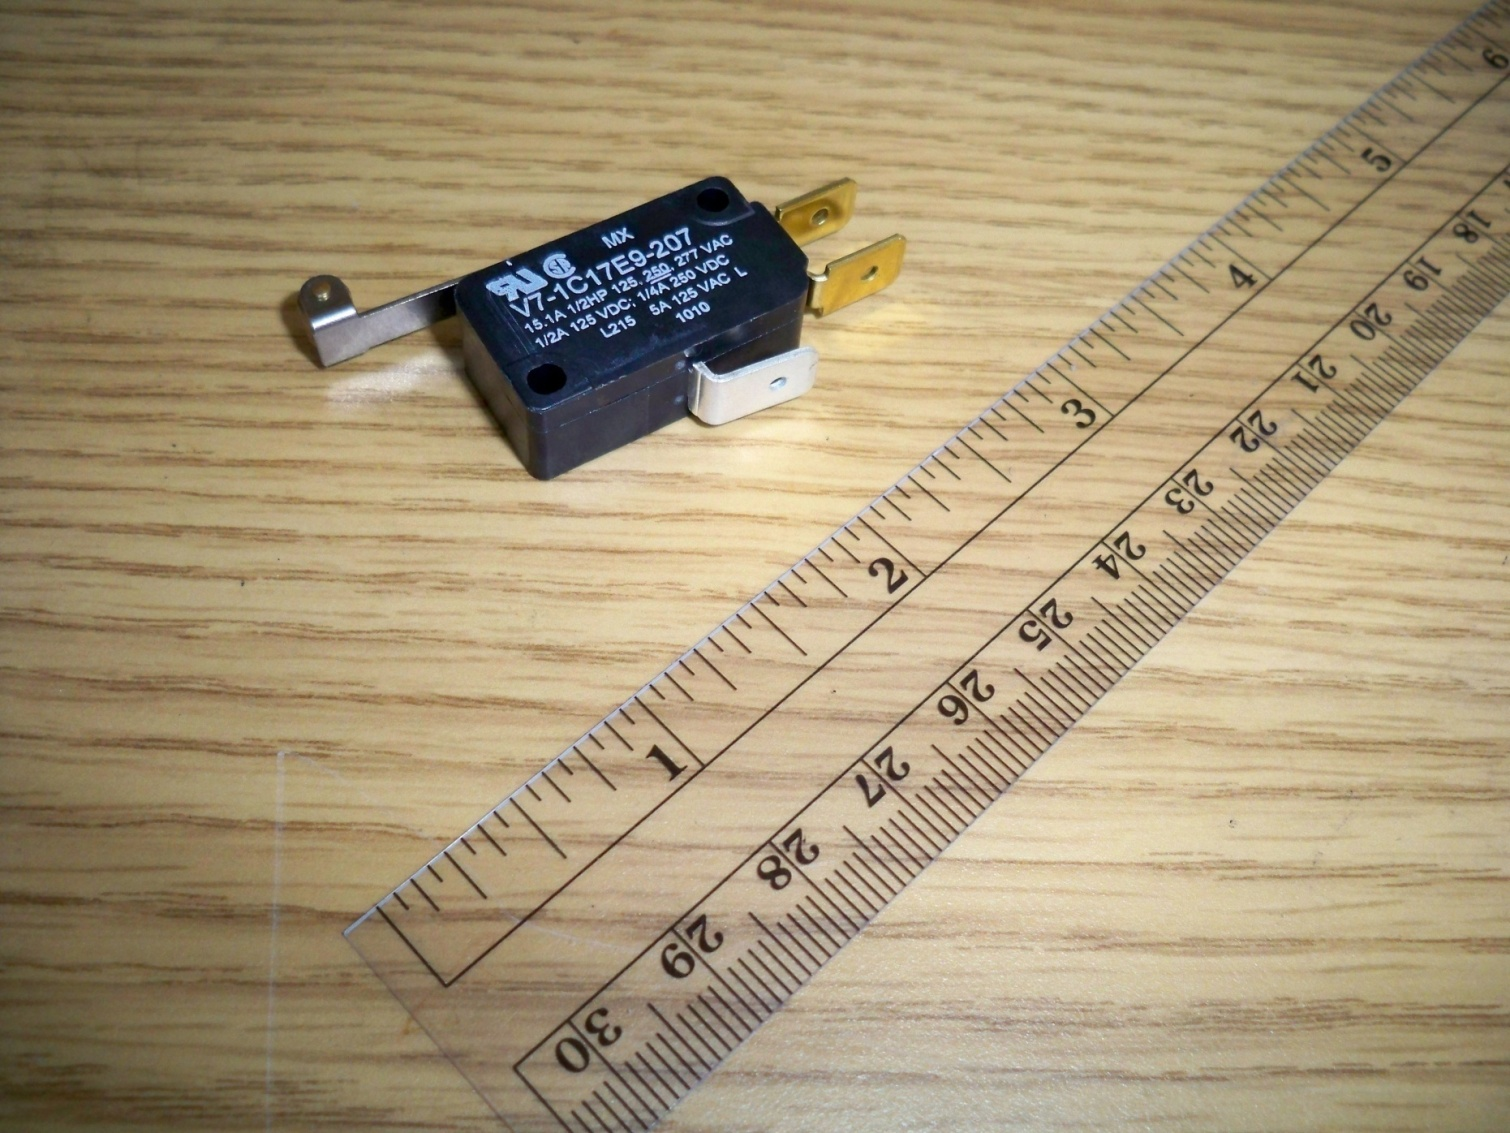 MX
V7-1C17E9-207
15.1A 1/2HP 125, 250, 277 VAC
1/2A 125 VDC; 1/4A 250 VDC
L215 5A 125 VAC L
1010
1 2 3 4 5 6
30 29 28 27 26 25 24 23 22 21 20 19 18